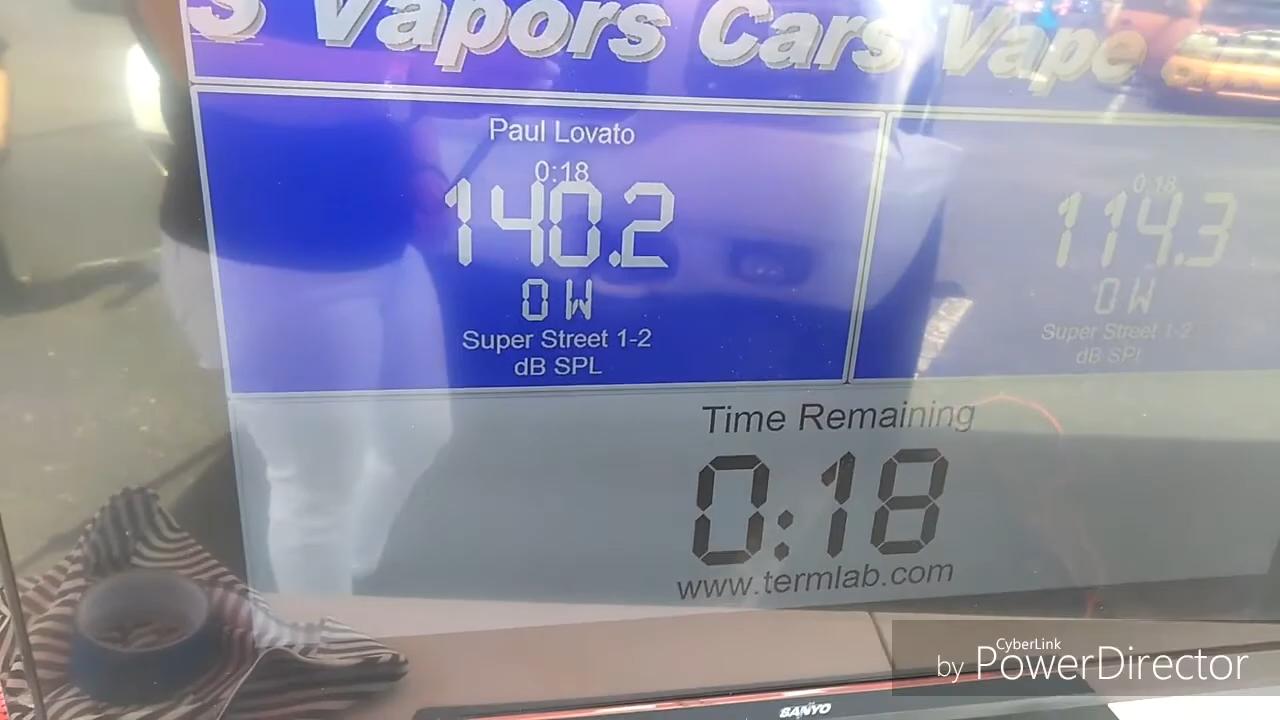 Vapors Cars Vape
Paul Lovato
0:18
140.2
0 W
Super Street 1-2
dB SPL
0:18
114.3
0 W
Super Street 1-2
dB SPL
Time Remaining
0:18
www.termlab.com
CyberLink
by PowerDirector
SANYO